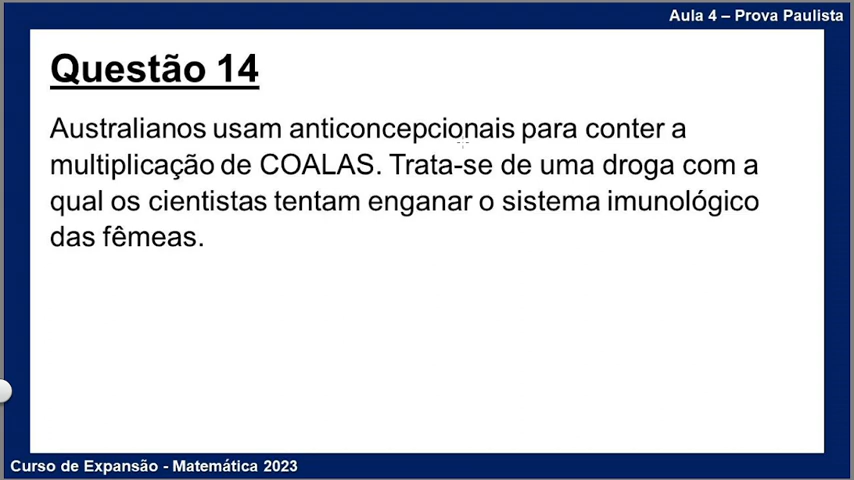 Aula 4 – Prova Paulista
Questão 14
Australianos usam anticoncepcionais para conter a
multiplicação de COALAS. Trata-se de uma droga com a
qual os cientistas tentam enganar o sistema imunológico
das fêmeas.
Curso de Expansão - Matemática 2023